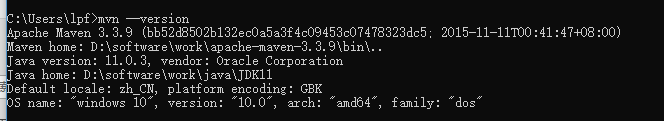 C:\Users\lpf>mvn --version
Apache Maven 3.3.9 (bb52d8502b132ec0a5a3f4c09453c07478323dc5; 2015-11-11T00:41:47+08:00)
Maven home: D:\software\work\apache-maven-3.3.9\bin\..
Java version: 11.0.3, vendor: Oracle Corporation
Java home: D:\software\work\java\JDK11
Default locale: zh_CN, platform encoding: GBK
OS name: "windows 10", version: "10.0", arch: "amd64", family: "dos"